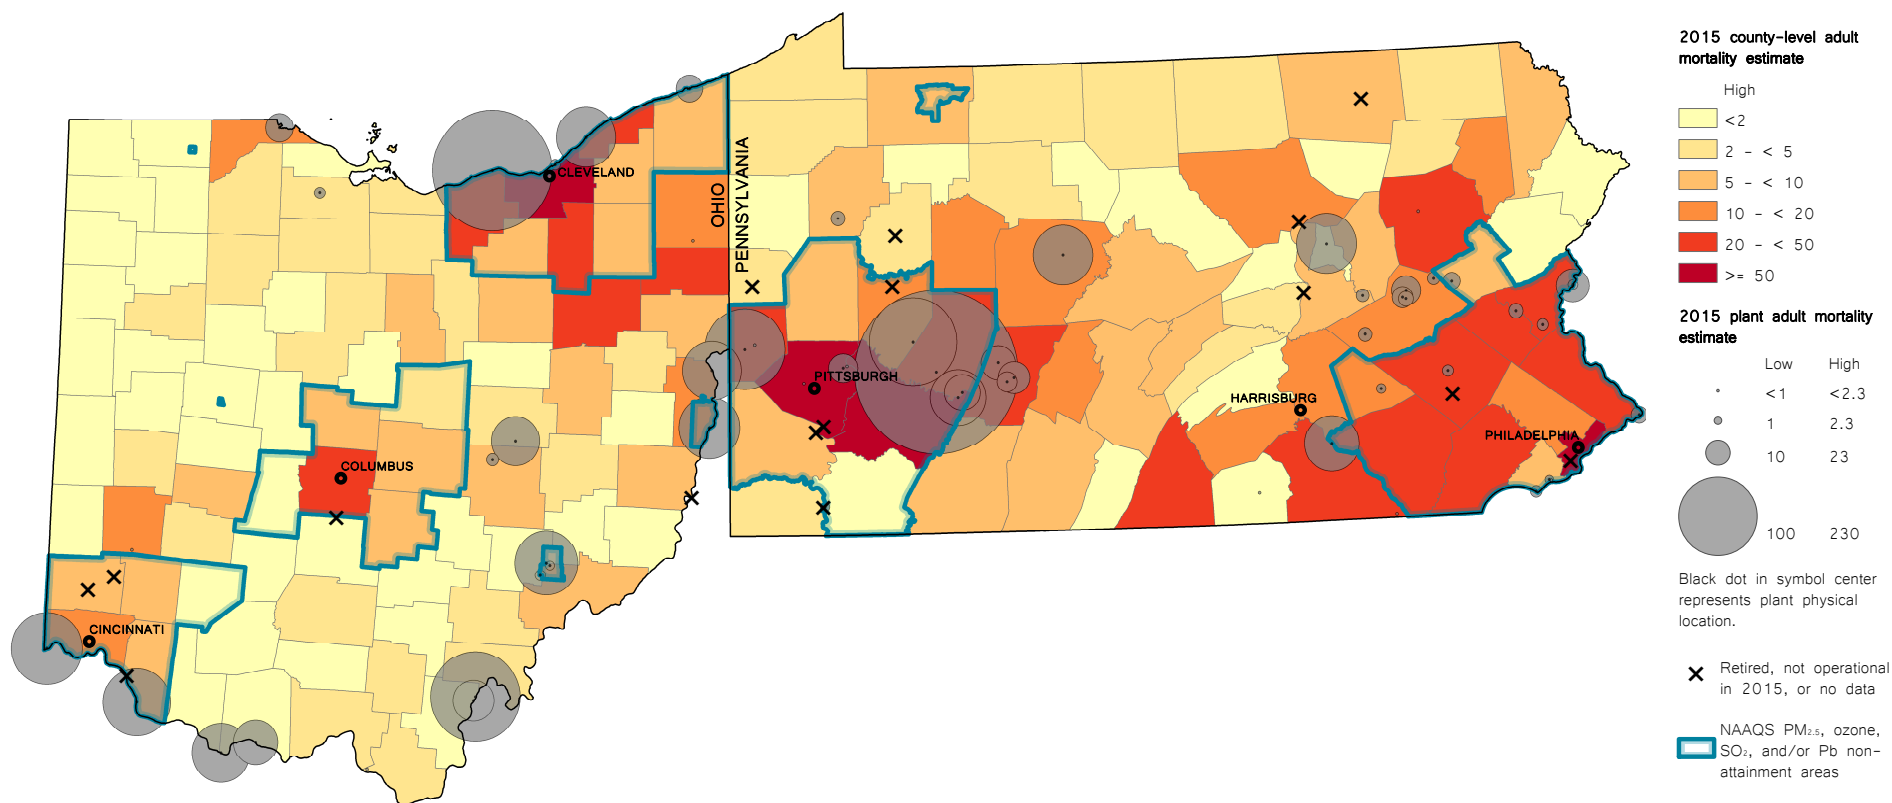 CLEVELAND
OHIO
PENNSYLVANIA
PITTSBURGH
HARRISBURG
PHILADELPHIA
COLUMBUS
CINCINNATI
2015 county-level adult
mortality estimate
High
<2
2 - < 5
5 - < 10
10 - < 20
20 - < 50
>= 50
2015 plant adult mortality
estimate
Low High
<1 <2.3
1 2.3
10 23
100 230
Black dot in symbol center
represents plant physical
location.
Retired, not operational
in 2015, or no data
NAAQS PM2.5, ozone,
SO2, and/or Pb non-
attainment areas